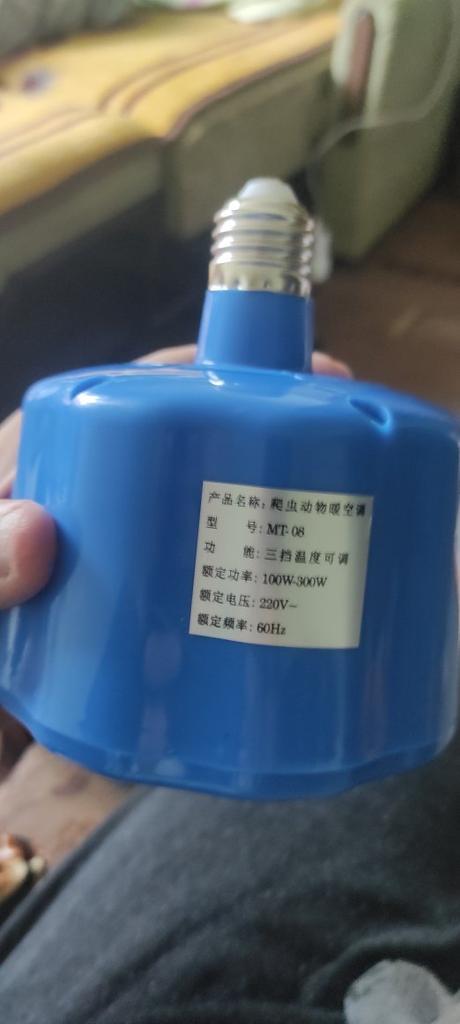 产品名称：爬虫动物暖空调
型 号：MT-08
功 能：三挡温度可调
额定功率：100W-300W
额定电压：220V~
额定频率：60Hz